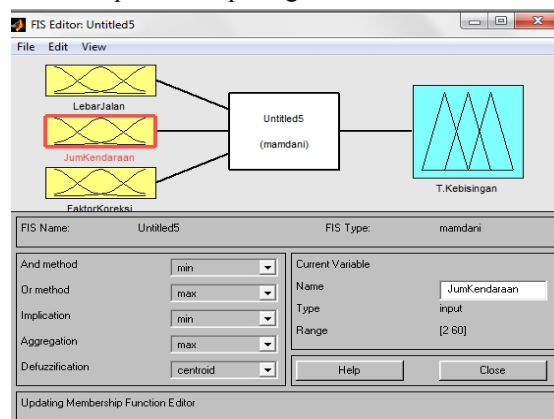 FIS Editor: Untitled5
File Edit View
LebarJalan
JumKendaraan
FaktorKoreksi
Untitled5
(mamdani)
T.Kebisingan
FIS Name: Untitled5 FIS Type: mamdani
And method min
Or method max
Implication min
Aggregation max
Defuzzification centroid
Current Variable
Name JumKendaraan
Type input
Range [2 60]
Help Close
Updating Membership Function Editor